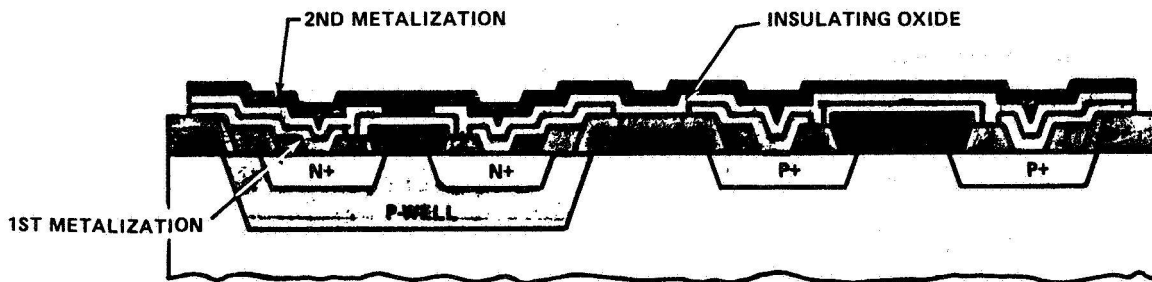 2ND METALIZATION
INSULATING OXIDE
N+
N+
P+
P+
P-WELL
1ST METALIZATION